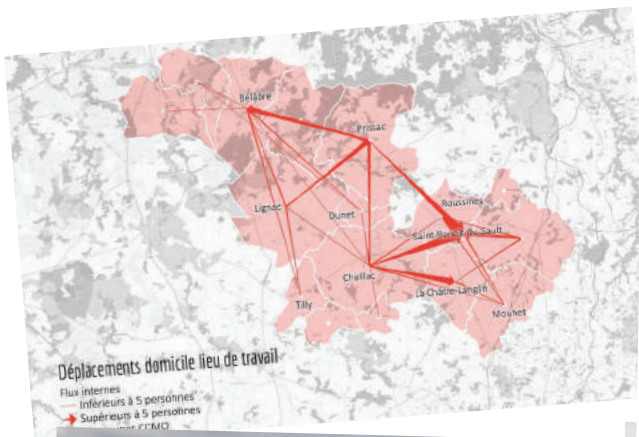 Bélâbre
Prissac
Lignac
Dunet
Roussines
Saint-Benoît-du-Sault
Chaillac
La Châtre-Langlin
Tilly
Mouhet
Déplacements domicile lieu de travail
Flux internes
Inférieurs à 5 personnes
Supérieurs à 5 personnes
CCMO